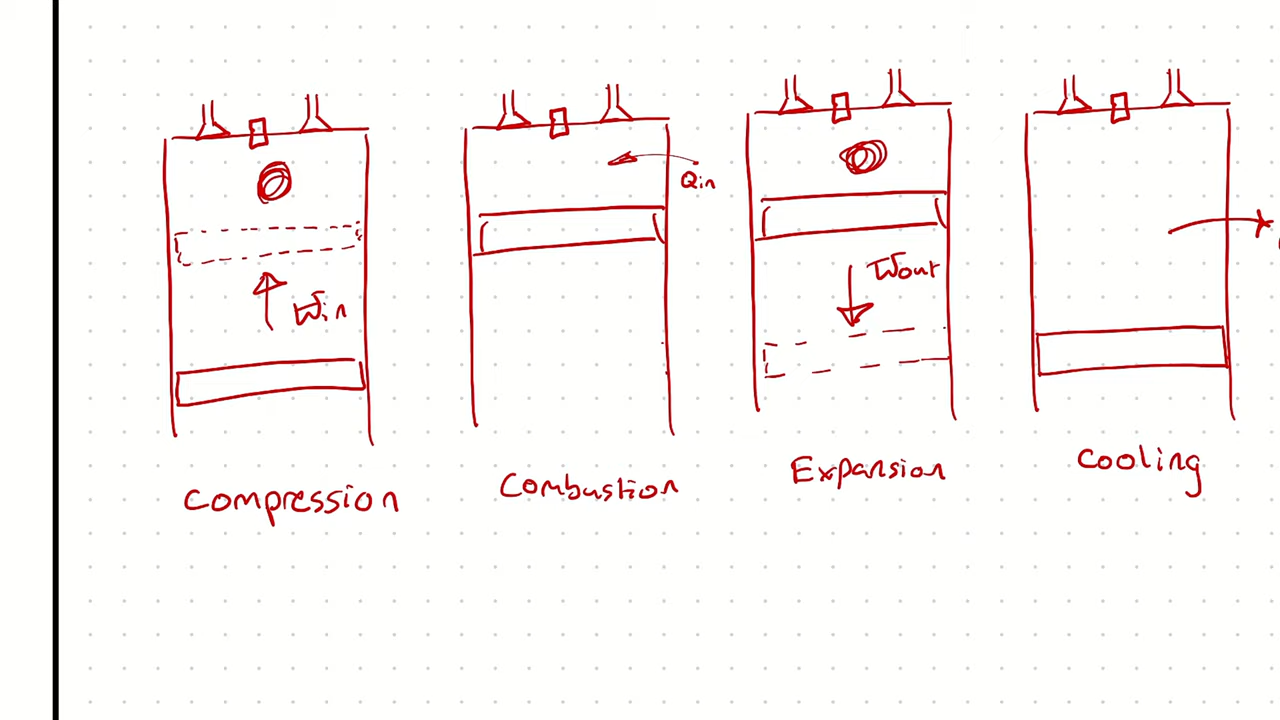 Qin
Wout
Win
Compression
Combustion
Expansion
Cooling